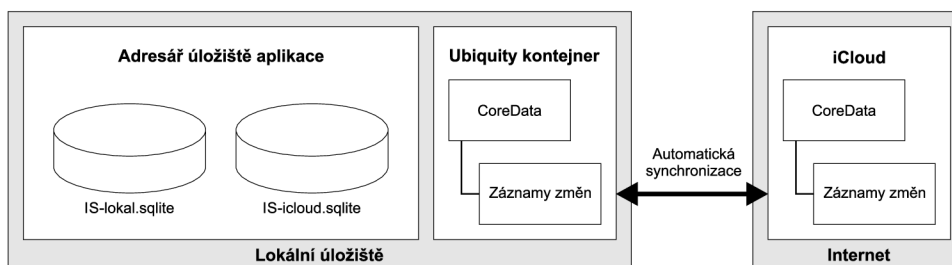 Adresář úložiště aplikace
IS-lokal.sqlite
IS-icloud.sqlite
Ubiquity kontejner
CoreData
Záznamy změn
Lokální úložiště
Automatická
synchronizace
iCloud
CoreData
Záznamy změn
Internet